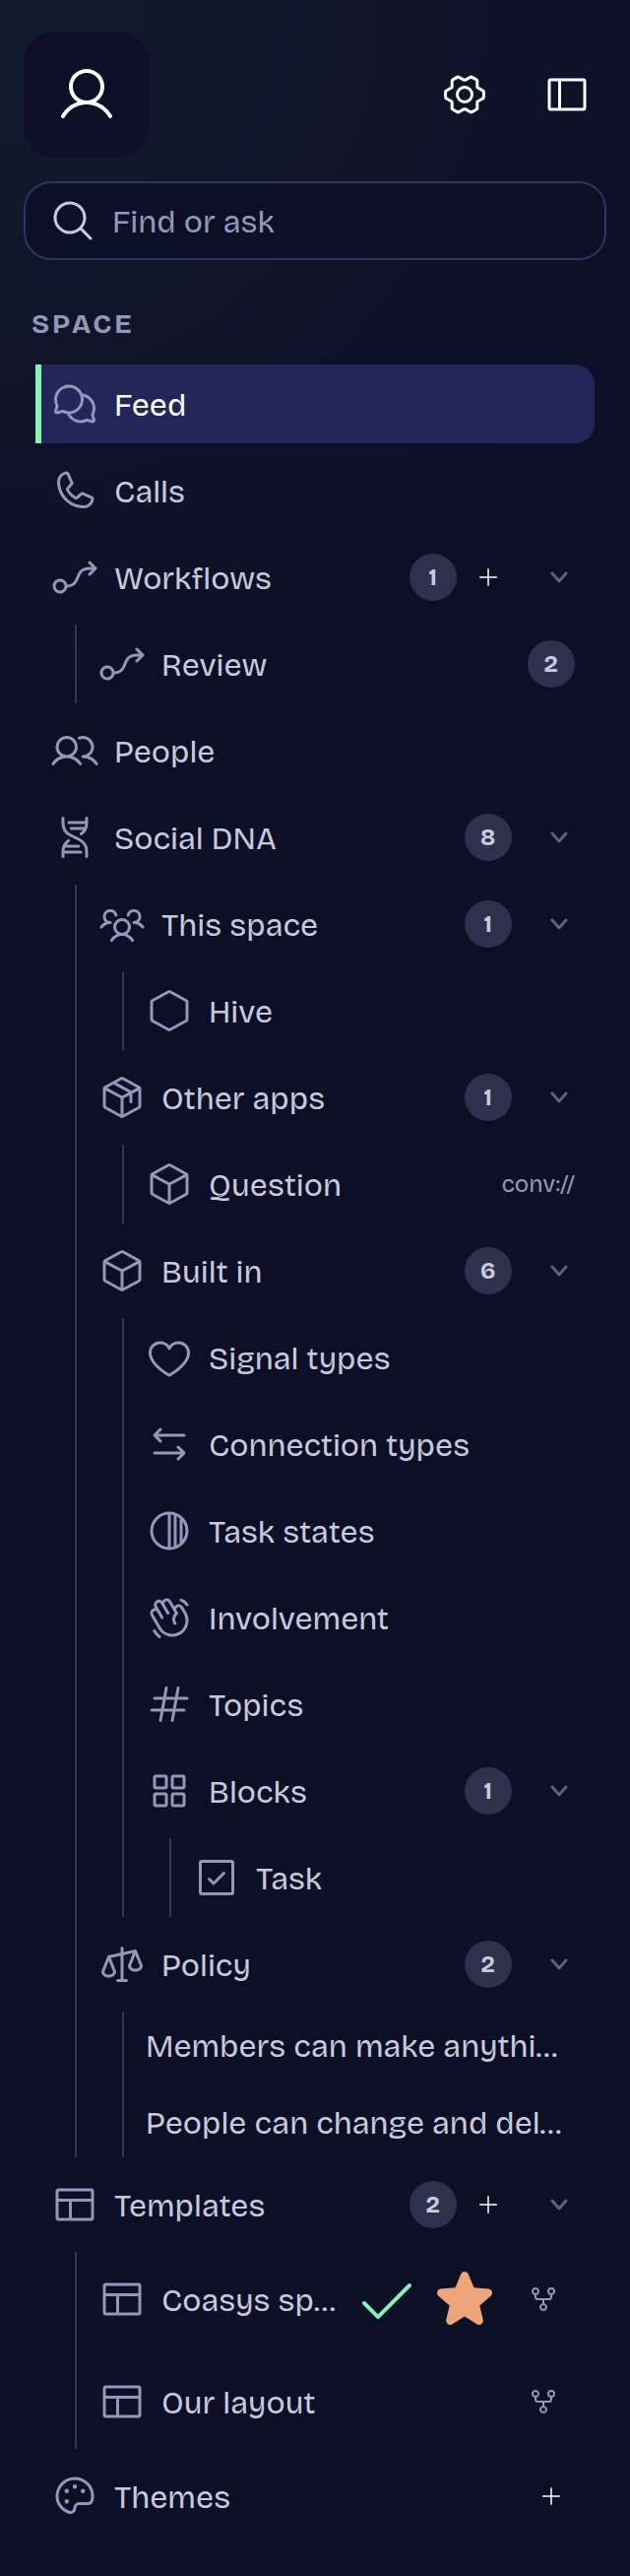 Find or ask
SPACE
Feed
Calls
Workflows 1 +
Review 2
People
Social DNA 8
This space 1
Hive
Other apps 1
Question conv://
Built in 6
Signal types
Connection types
Task states
Involvement
Topics
Blocks 1
Task
Policy 2
Members can make anythi...
People can change and del...
Templates 2 +
Coasys sp...
Our layout
Themes +